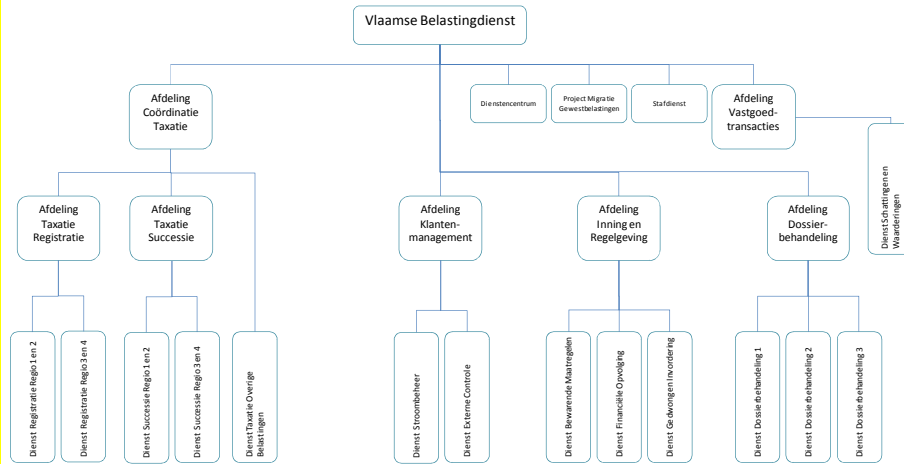 Vlaamse Belastingdienst
Afdeling
Coördinatie
Taxatie
Dienstencentrum
Project Migratie
Gewestbelastingen
Stafdienst
Afdeling
Vastgoed-
transacties
Dienst Schattingen en
Waarderingen
Afdeling
Taxatie
Registratie
Afdeling
Taxatie
Successie
Afdeling
Klanten-
management
Afdeling
Inning en
Regelgeving
Afdeling
Dossier-
behandeling
Dienst Registratie Regio 1 en 2
Dienst Registratie Regio 3 en 4
Dienst Successie Regio 1 en 2
Dienst Successie Regio 3 en 4
Dienst Taxatie Overige
Belastingen
Dienst Stroombeheer
Dienst Externe Controle
Dienst Bewarende Maatregelen
Dienst Financiële Opvolging
Dienst Gedwongen Invordering
Dienst Dossierbehandeling 1
Dienst Dossierbehandeling 2
Dienst Dossierbehandeling 3